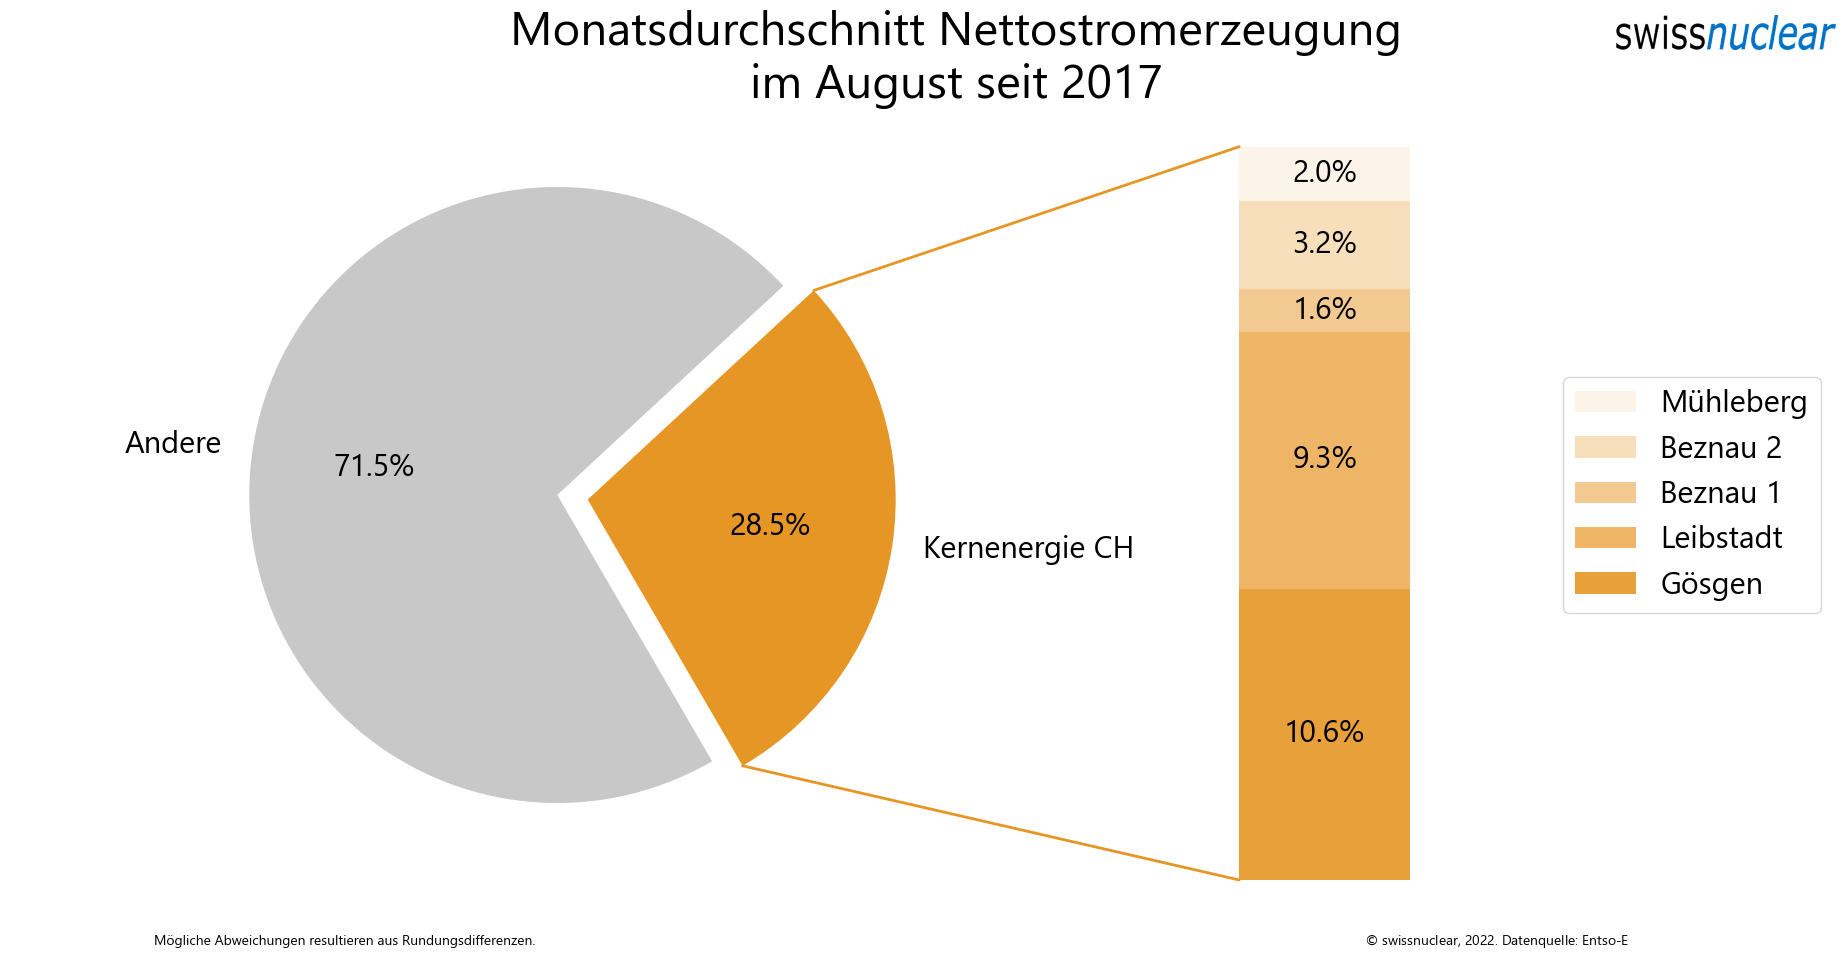 Monatsdurchschnitt Nettostromerzeugung
im August seit 2017
swissnuclear
Andere
71.5%
28.5%
Kernenergie CH
2.0%
3.2%
1.6%
9.3%
10.6%
Mühleberg
Beznau 2
Beznau 1
Leibstadt
Gösgen
Mögliche Abweichungen resultieren aus Rundungsdifferenzen.
© swissnuclear, 2022. Datenquelle: Entso-E